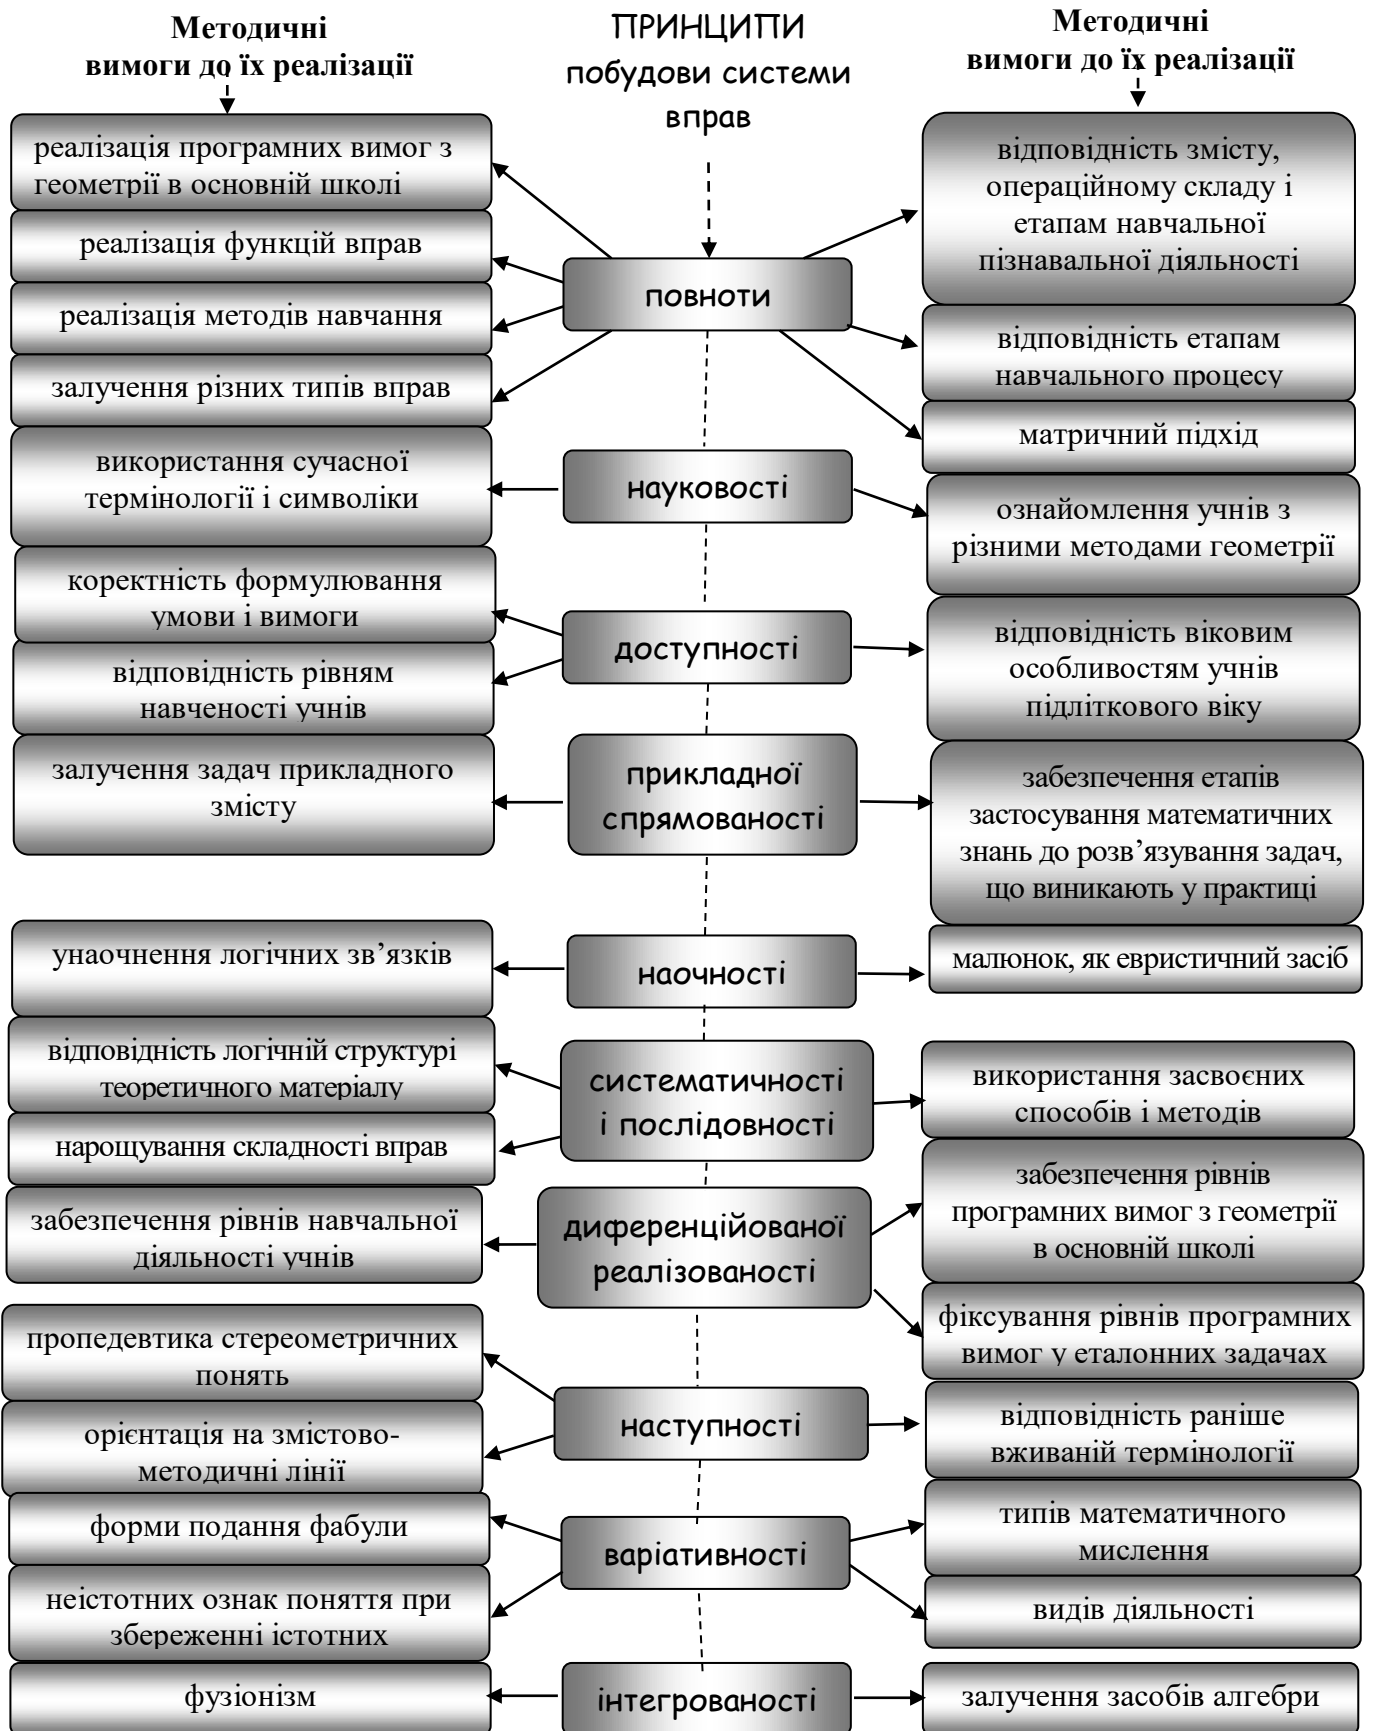 Методичні
вимоги до їх реалізації
реалізація програмних вимог з
геометрії в основній школі
реалізація функцій вправ
реалізація методів навчання
залучення різних типів вправ
використання сучасної
термінології і символіки
коректність формулювання
умови і вимоги
відповідність рівням
навченості учнів
залучення задач прикладного
змісту
унаочнення логічних зв’язків
відповідність логічній структурі
теоретичного матеріалу
нарощування складності вправ
забезпечення рівнів навчальної
діяльності учнів
пропедевтика стереометричних
понять
орієнтація на змістово-
методичні лінії
форми подання фабули
неістотних ознак поняття при
збереженні істотних
фузіонізм
ПРИНЦИПИ
побудови системи
вправ
повноти
науковості
доступності
прикладної
спрямованості
наочності
систематичності
і послідовності
диференційованої
реалізованості
наступності
варіативності
інтегрованості
Методичні
вимоги до їх реалізації
відповідність змісту,
операційному складу і
етапам навчальної
пізнавальної діяльності
відповідність етапам
навчального процесу
матричний підхід
ознайомлення учнів з
різними методами геометрії
відповідність віковим
особливостям учнів
підліткового віку
забезпечення етапів
застосування математичних
знань до розв’язування задач,
що виникають у практиці
малюнок, як евристичний засіб
використання засвоєних
способів і методів
забезпечення рівнів
програмних вимог з геометрії
в основній школі
фіксування рівнів програмних
вимог у еталонних задачах
відповідність раніше
вживаній термінології
типів математичного
мислення
видів діяльності
залучення засобів алгебри